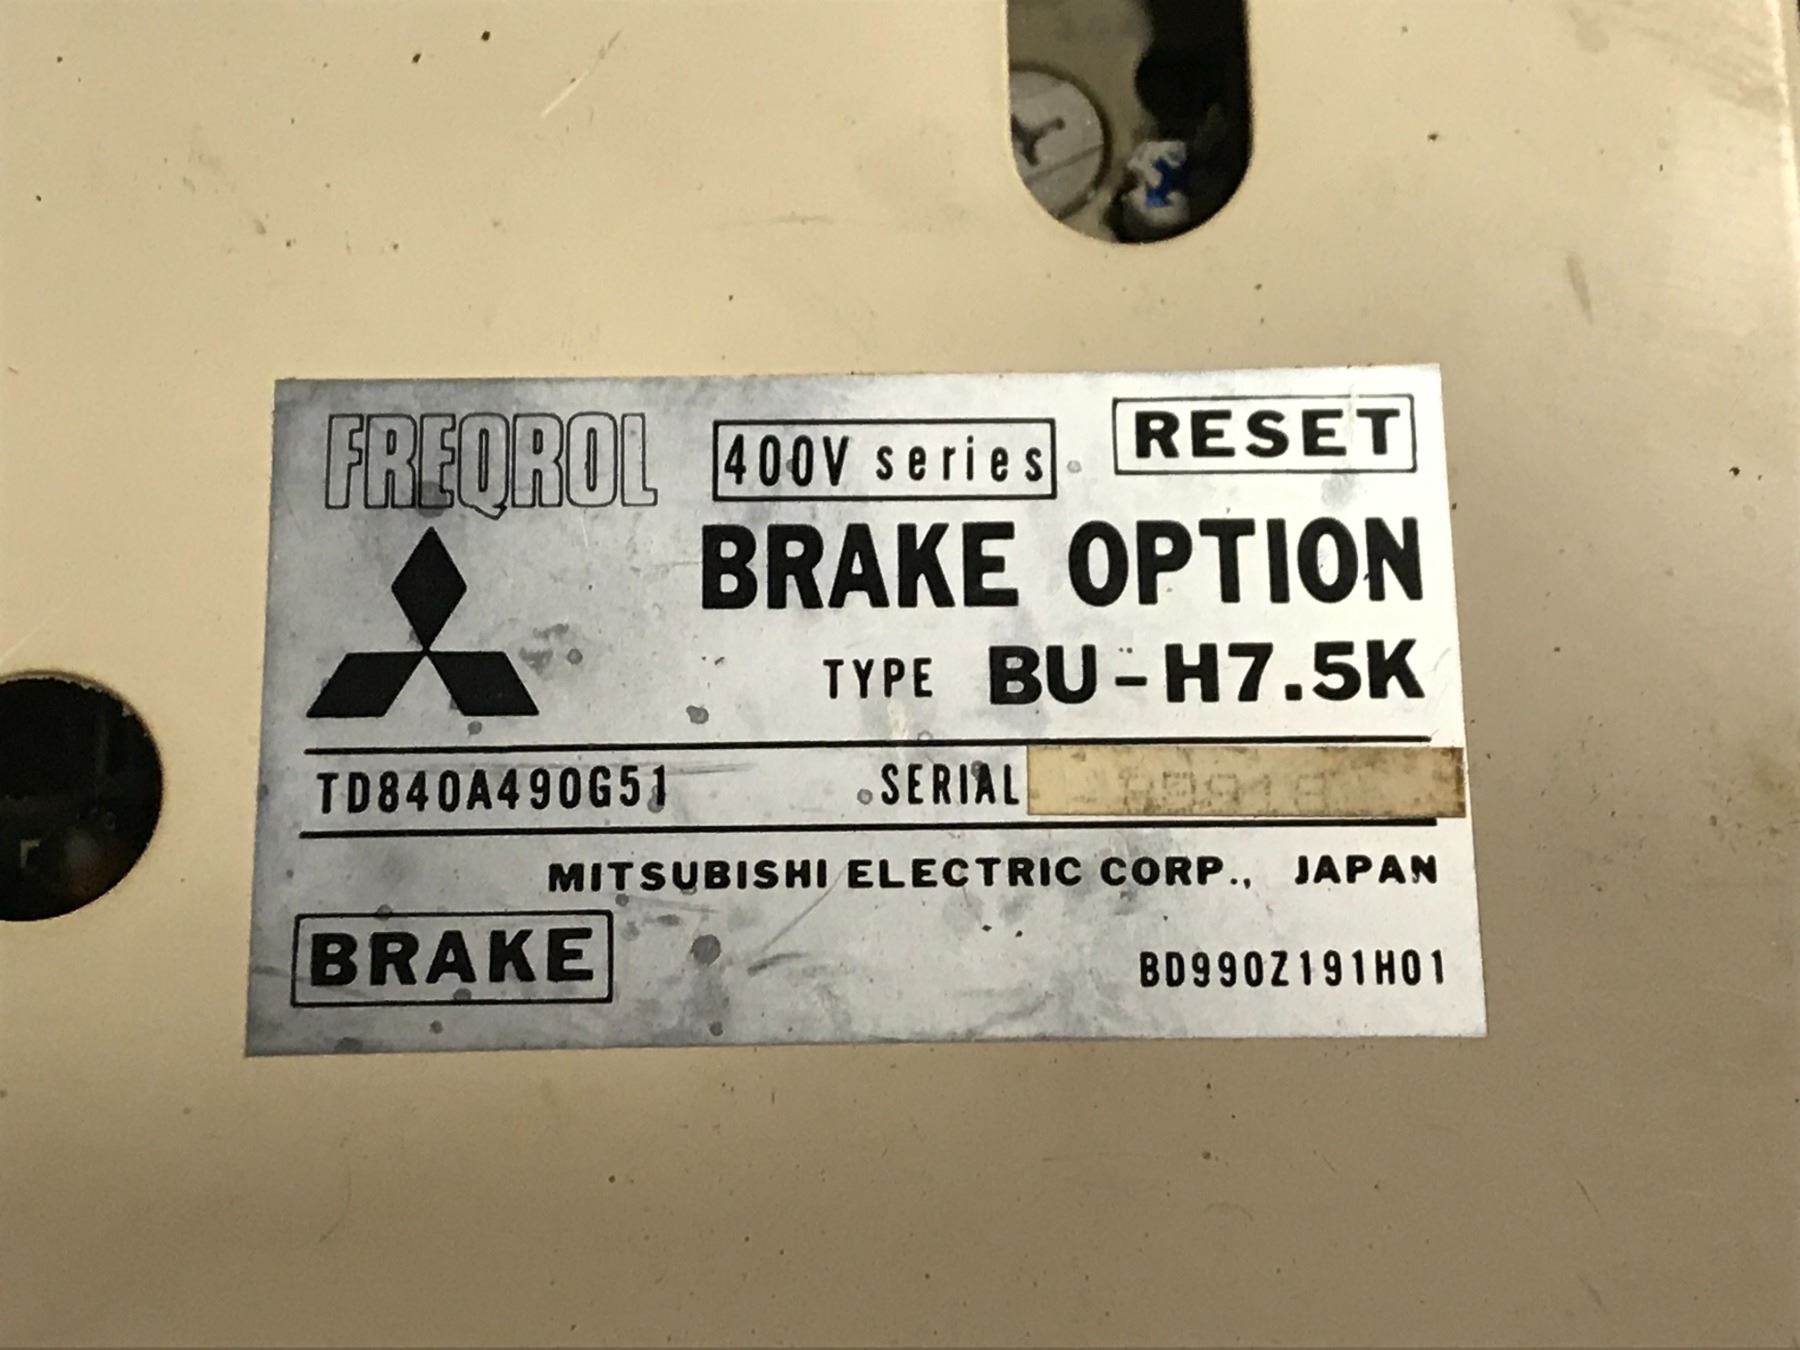 FREQROL 400V series RESET
BRAKE OPTION
TYPE BU-H7.5K
TD840A490G51 SERIAL
MITSUBISHI ELECTRIC CORP., JAPAN
BRAKE
BD990Z191H01